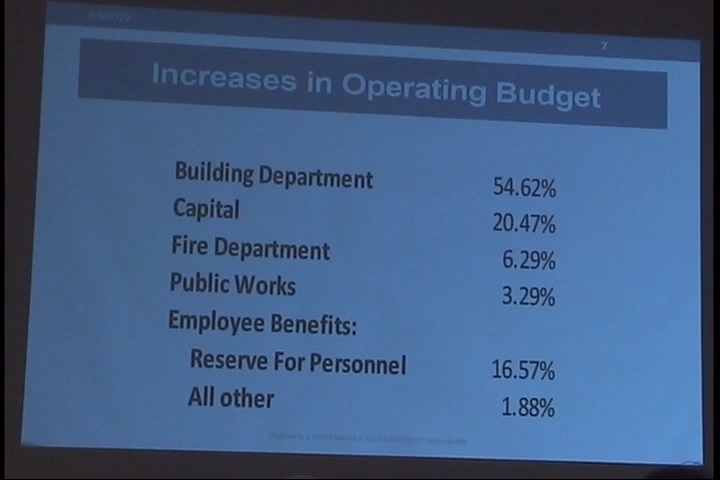 7
Increases in Operating Budget
Building Department 54.62%
Capital 20.47%
Fire Department 6.29%
Public Works 3.29%
Employee Benefits:
Reserve For Personnel 16.57%
All other 1.88%